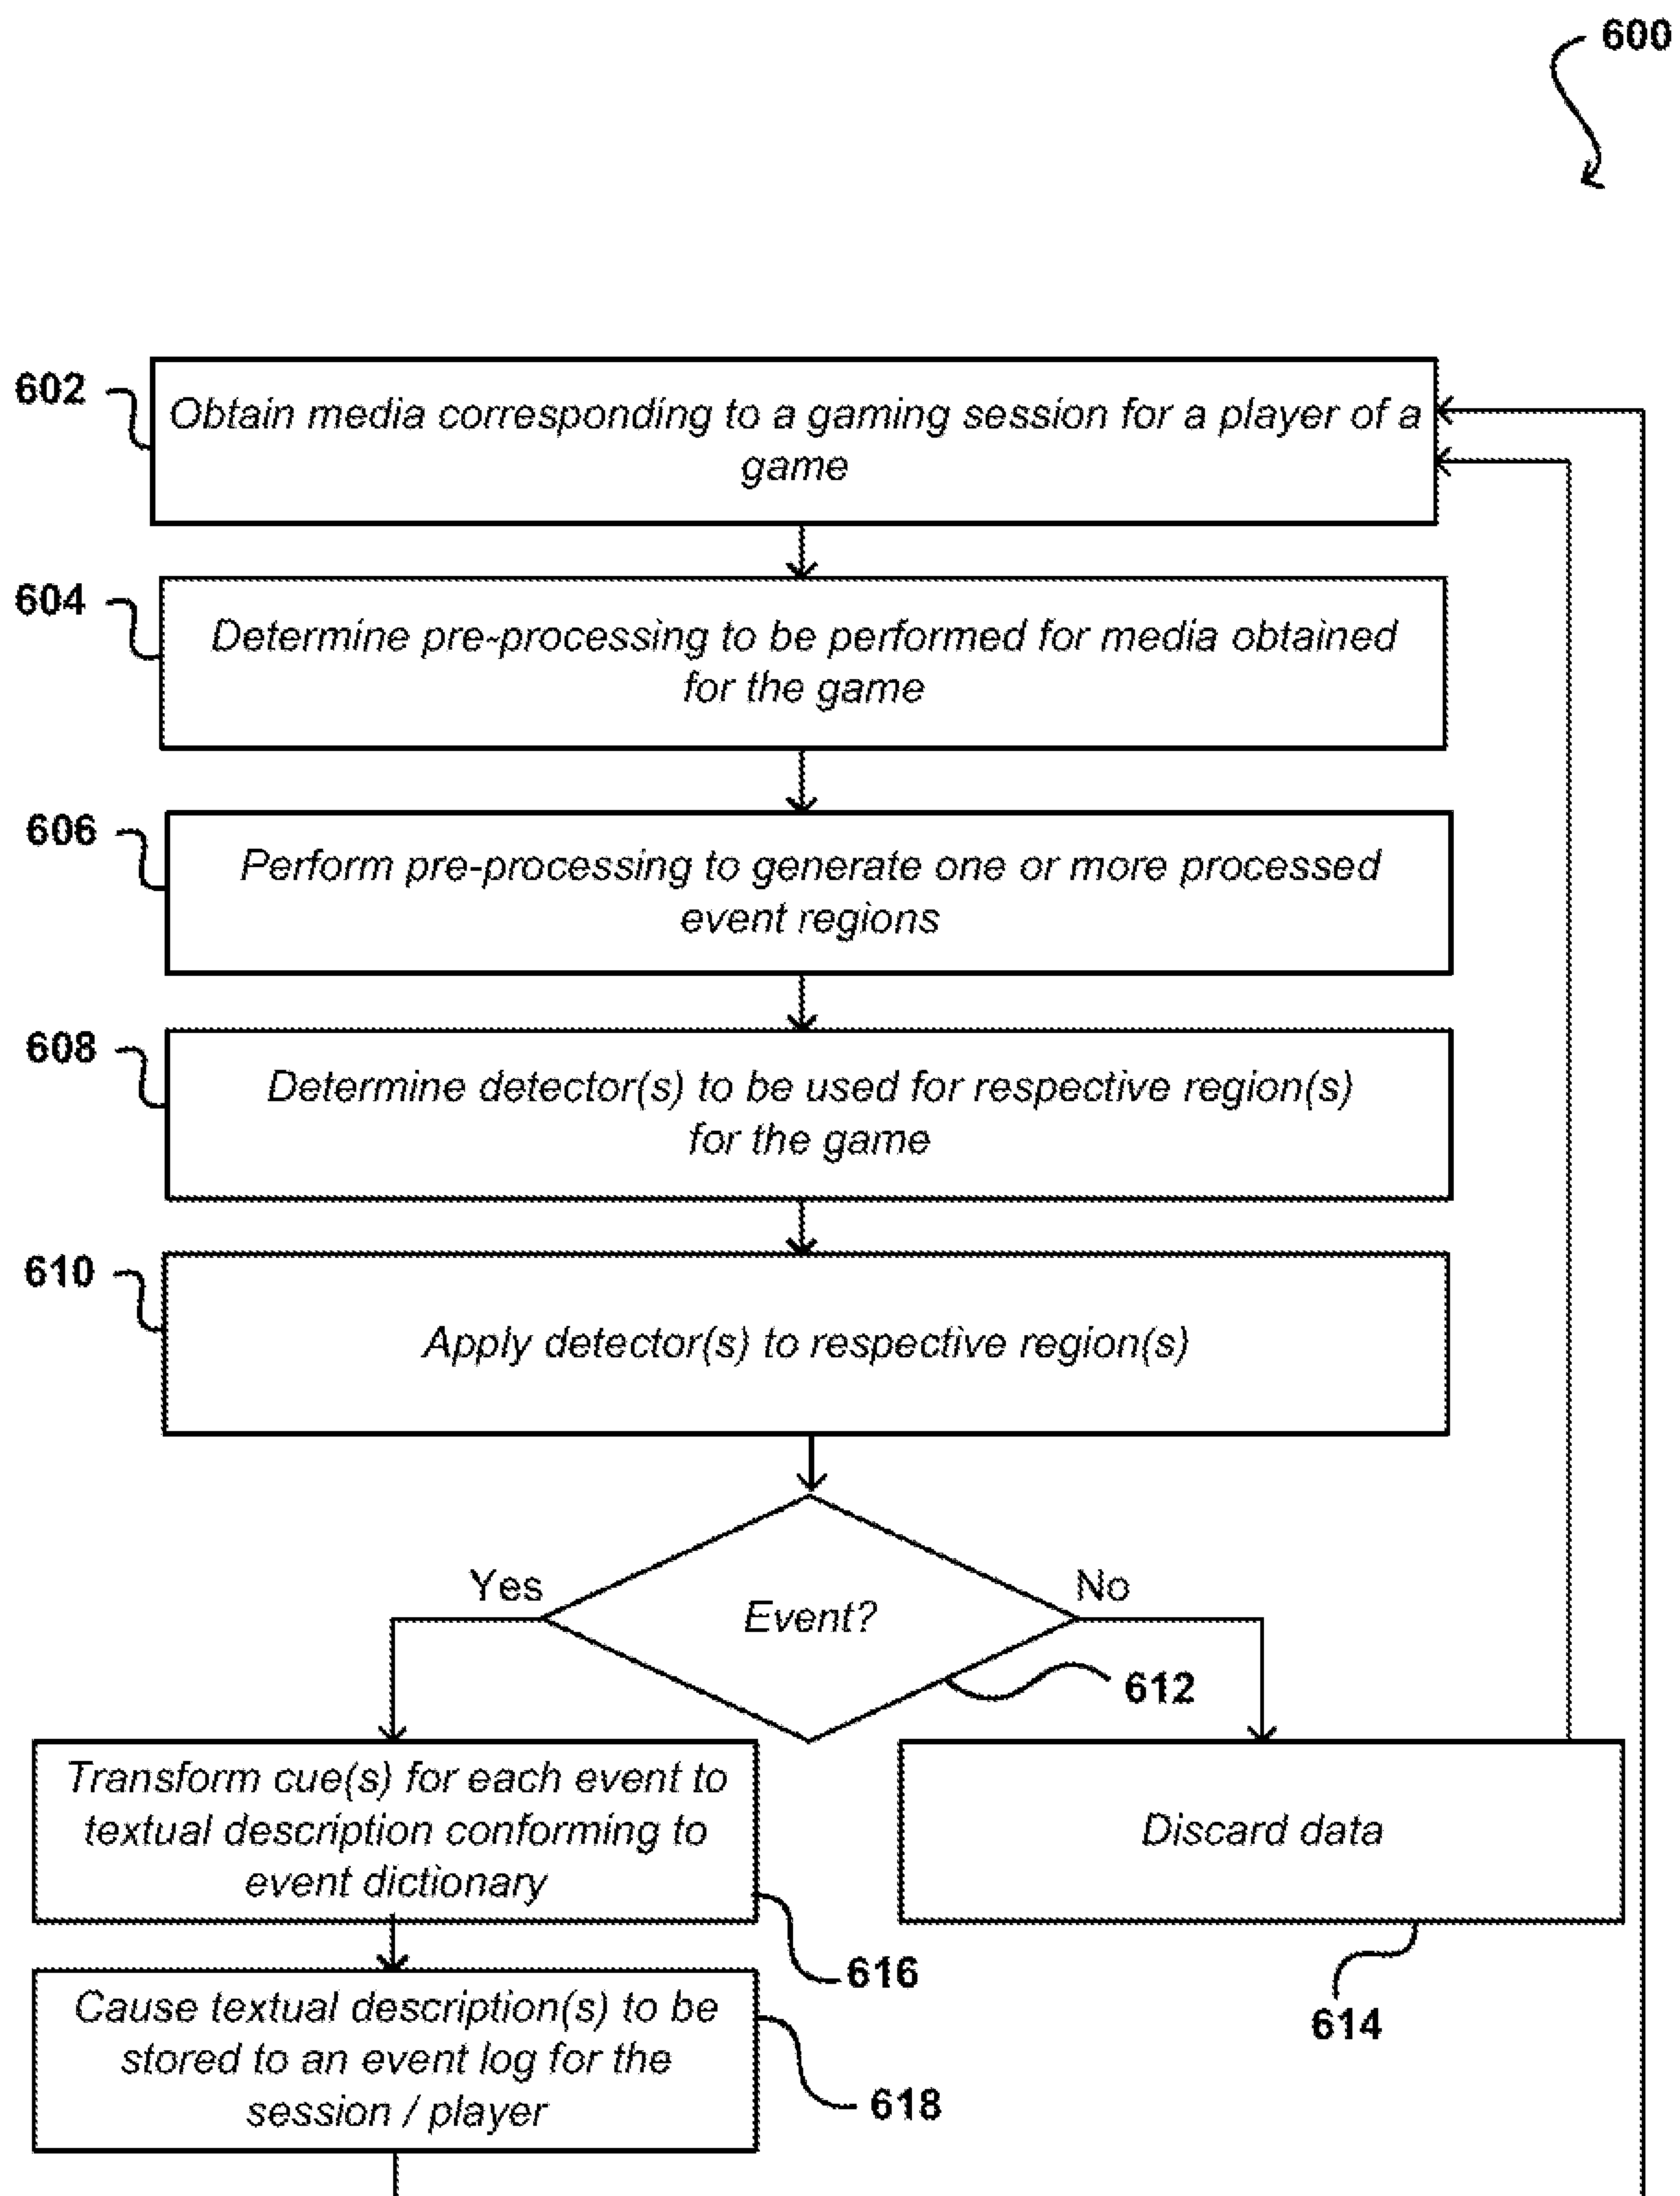 600
602
Obtain media corresponding to a gaming session for a player of a
game
604
Determine pre-processing to be performed for media obtained
for the game
606
Perform pre-processing to generate one or more processed
event regions
608
Determine detector(s) to be used for respective region(s)
for the game
610
Apply detector(s) to respective region(s)
Yes
No
Event?
612
Transform cue(s) for each event to
textual description conforming to
event dictionary
616
Discard data
614
Cause textual description(s) to be
stored to an event log for the
session / player
618